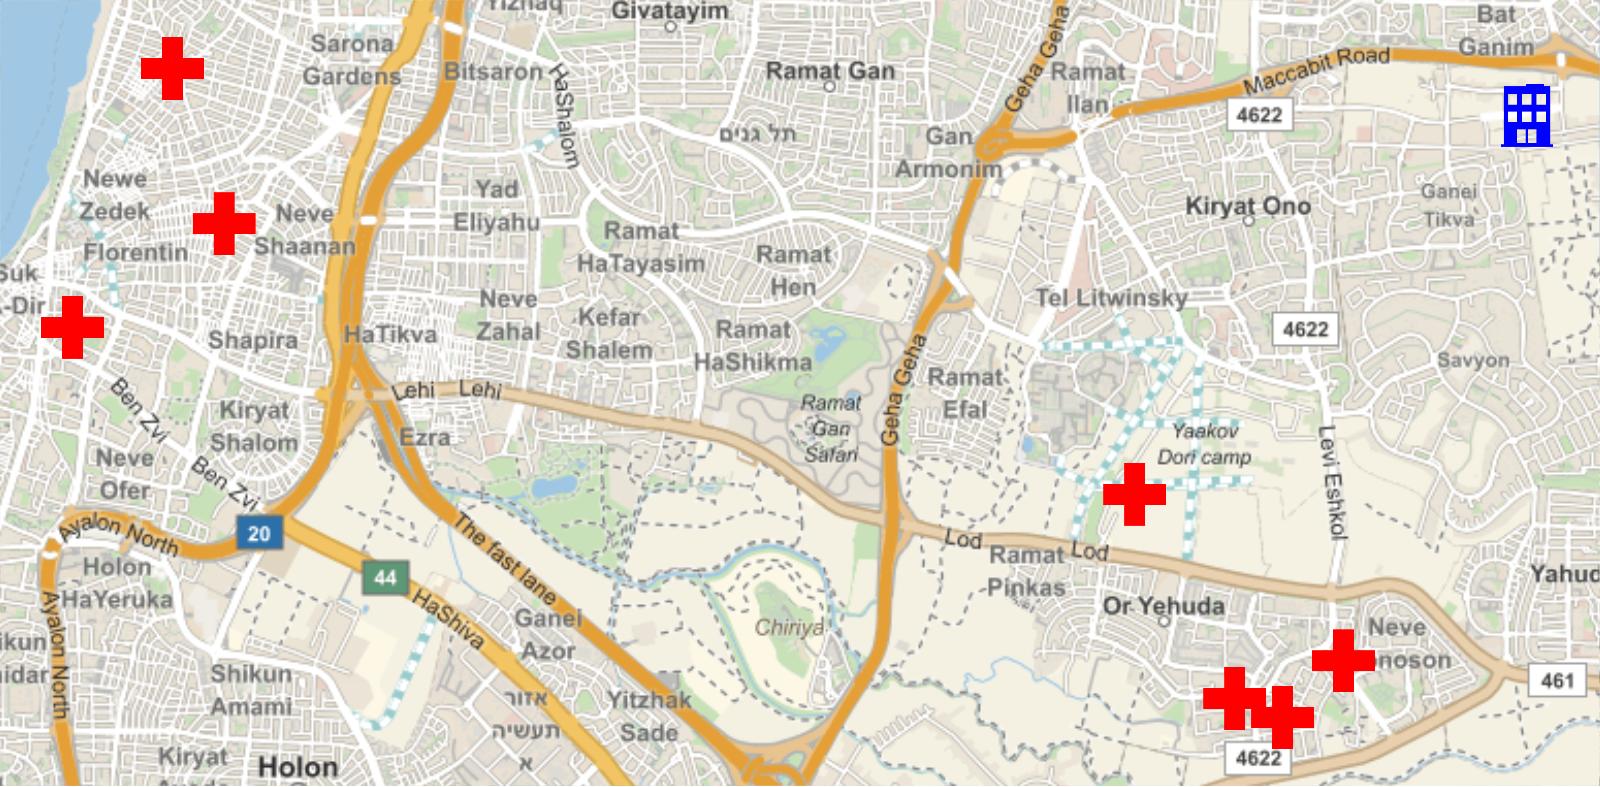 Yizhaq
Givatayim
Bat
Ganim
Sarona
Gardens
Bitsaron
HaShalom
Ramat Gan
Geha Geha
Ramat
Ilan
Maccabit Road
4622
תל גנים
Gan
Armonim
Newe
Zedek
Yad
Eliyahu
Neve
Shaanan
Florentin
Ramat
HaTayasim
Ramat
Hen
Kiryat Ono
Ganei
Tikva
Suk
-Dir
Neve
Zahal
Kefar
Shalem
Tel Litwinsky
4622
Shapira
HaTikva
Ramat
HaShikma
Geha Geha
Savyon
Ramat
Efal
Lehi
Lehi
Ben Zvi
Kiryat
Shalom
Ezra
Ramat
Gan
Safari
Yaakov
Dori camp
Levi Eshkol
Neve
Ofer
Ben Zvi
20
Ayalon North
The fast lane
Lod
Ramat
Pinkas
Lod
44
HaShiva
Holon
HaYeruka
Ayalon North
Yahud
Or Yehuda
Ganei
Azor
Chiriya
Neve
noson
ikun
idar
Shikun
Amami
אזור
תעשיה
א
Yitzhak
Sade
461
4622
Kiryat
Holon